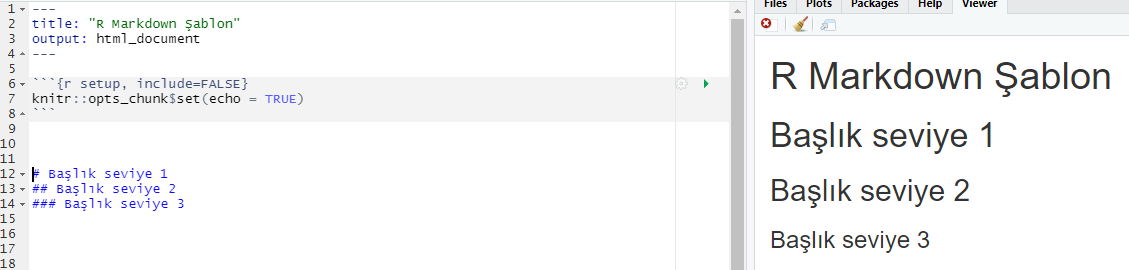 1 ---
2 title: "R Markdown Şablon"
3 output: html_document
4 ---
5
6 ```{r setup, include=FALSE}
7 knitr::opts_chunk$set(echo = TRUE)
8 ```
9
10
11
12 # Başlık seviye 1
13 ## Başlık seviye 2
14 ### Başlık seviye 3
15
16
17
18
Files Plots Packages Help Viewer
R Markdown Şablon
Başlık seviye 1
Başlık seviye 2
Başlık seviye 3